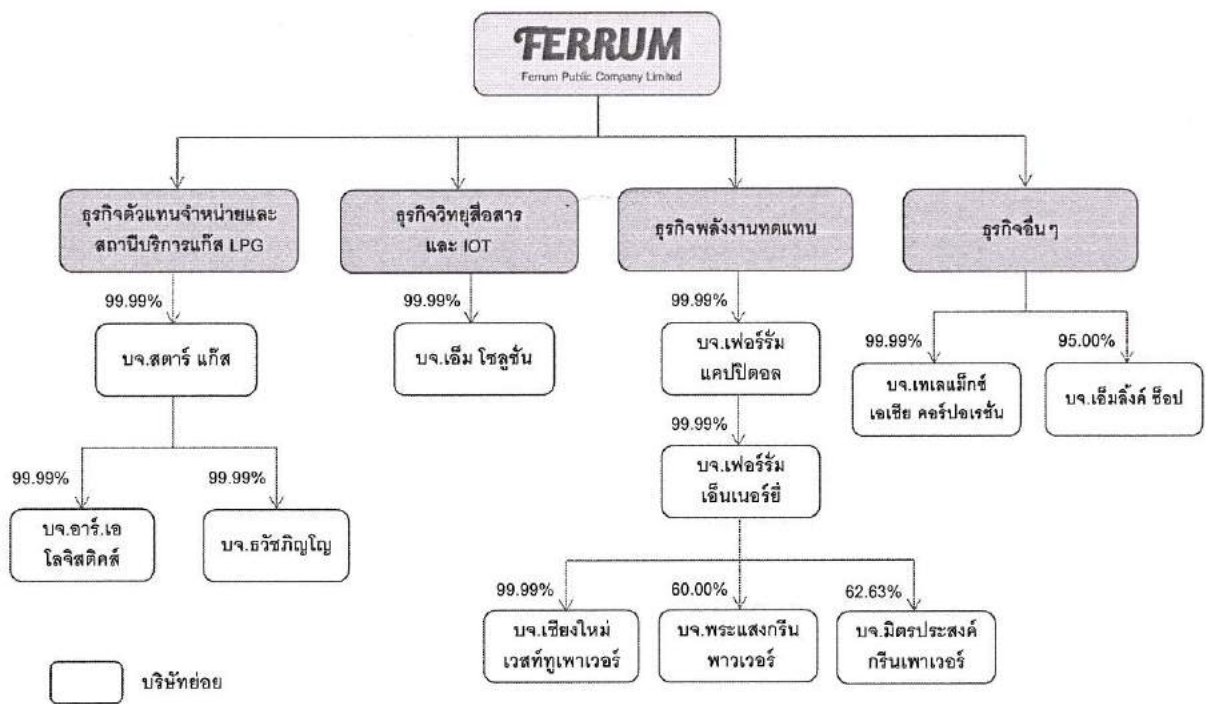 FERRUM
Ferrum Public Company Limited
ธุรกิจตัวแทนจำหน่ายและ
สถานีบริการแก๊ส LPG
ธุรกิจวิทยุสื่อสาร
และ IOT
ธุรกิจพลังงานทดแทน
ธุรกิจอื่นๆ
99.99%
99.99%
99.99%
99.99%
95.00%
บจ.สตาร์ แก๊ส
บจ.เอ็ม โซลูชั่น
บจ.เฟอร์รั่ม
แคปปิตอล
บจ.เทเลแม็กซ์
เอเชีย คอร์ปอเรชั่น
บจ.เอ็มลิ้งค์ ช็อป
99.99%
99.99%
99.99%
บจ.อาร์.เอ
โลจิสติคส์
บจ.ธวัชภิญโญ
บจ.เฟอร์รั่ม
เอ็นเนอร์ยี่
99.99%
60.00%
62.63%
บจ.เชียงใหม่
เวสท์ทูเพาเวอร์
บจ.พระแสงกรีน
พาวเวอร์
บจ.มิตรประสงค์
กรีนเพาเวอร์
บริษัทย่อย